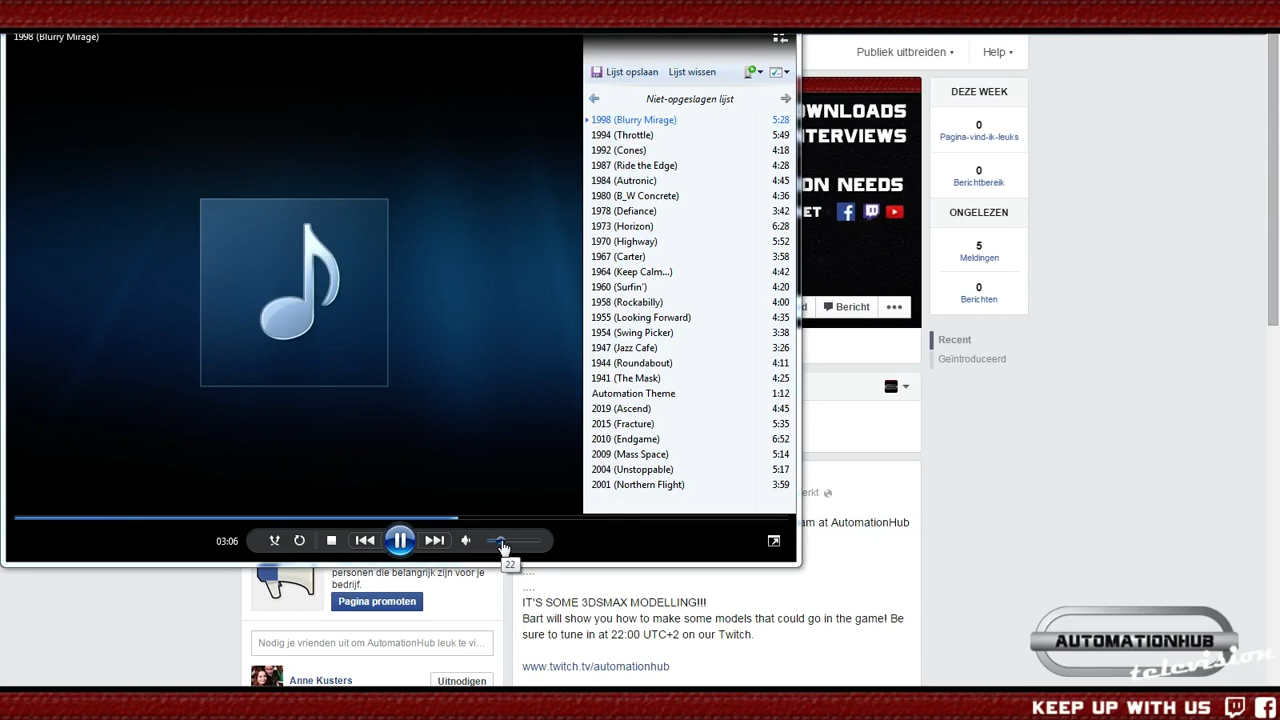 1998 (Blurry Mirage)
Lijst opslaan Lijst wissen
Niet-opgeslagen lijst
1998 (Blurry Mirage) 5:28
1994 (Throttle) 5:49
1992 (Cones) 4:18
1987 (Ride the Edge) 4:28
1984 (Autronic) 4:45
1980 (B_W Concrete) 4:36
1978 (Defiance) 3:42
1973 (Horizon) 6:28
1970 (Highway) 5:52
1967 (Carter) 3:58
1964 (Keep Calm...) 4:42
1960 (Surfin') 4:20
1958 (Rockabilly) 4:00
1955 (Looking Forward) 4:35
1954 (Swing Picker) 3:38
1947 (Jazz Cafe) 3:26
1944 (Roundabout) 4:11
1941 (The Mask) 4:25
Automation Theme 1:12
2019 (Ascend) 4:45
2015 (Fracture) 5:35
2010 (Endgame) 6:52
2009 (Mass Space) 5:14
2004 (Unstoppable) 5:17
2001 (Northern Flight) 3:59
03:06
22
Publiek uitbreiden Help
OWNLOADS
NTERVIEWS
ON NEEDS
ET
d Bericht
DEZE WEEK
0
Pagina-vind-ik-leuks
0
Berichtbereik
ONGELEZEN
5
Meldingen
0
Berichten
Recent
Geïntroduceerd
erkt
am at AutomationHub
....
....
IT'S SOME 3DSMAX MODELLING!!!
Bart will show you how to make some models that could go in the game! Be
sure to tune in at 22:00 UTC+2 on our Twitch.
www.twitch.tv/automationhub
personen die belangrijk zijn voor je
bedrijf.
Pagina promoten
Nodig je vrienden uit om AutomationHub leuk te vi...
Anne Kusters Uitnodigen
AUTOMATIONHUB
television
KEEP UP WITH US